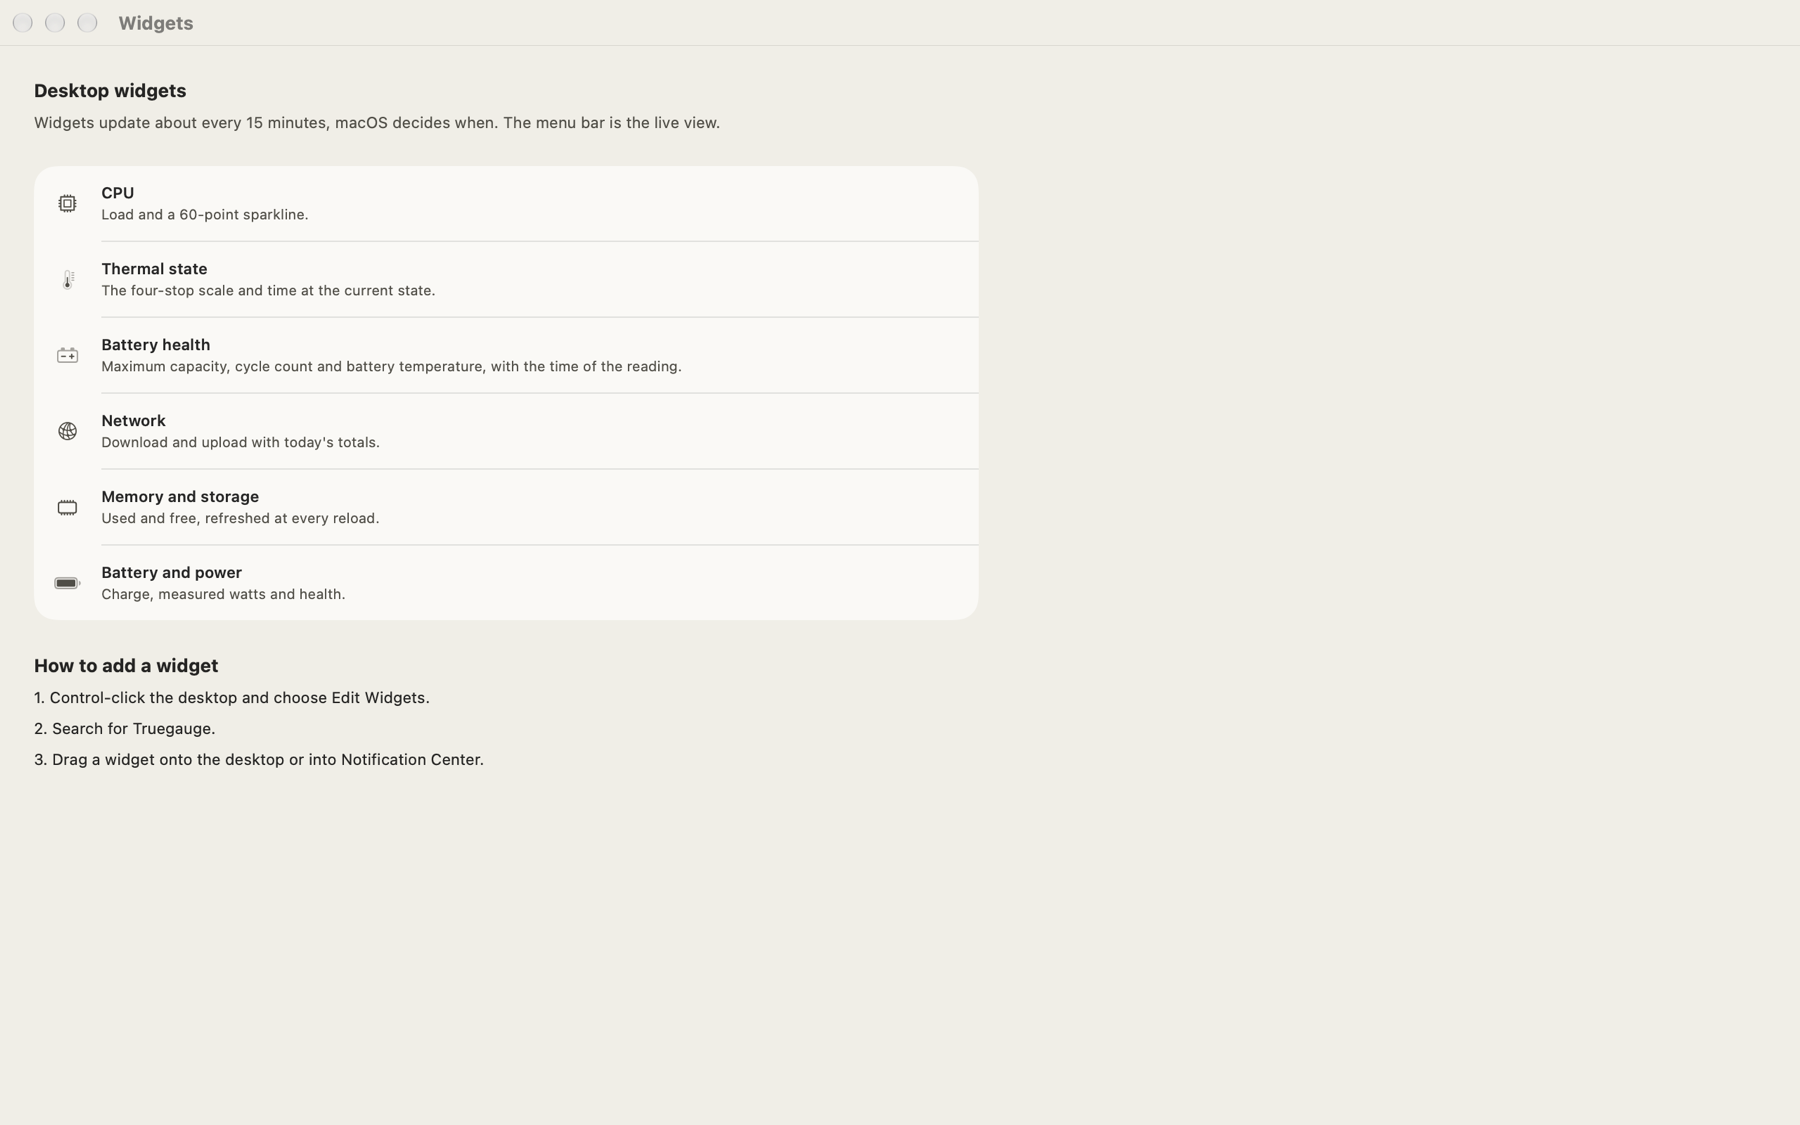 Widgets
Desktop widgets
Widgets update about every 15 minutes, macOS decides when. The menu bar is the live view.
CPU
Load and a 60-point sparkline.
Thermal state
The four-stop scale and time at the current state.
Battery health
Maximum capacity, cycle count and battery temperature, with the time of the reading.
Network
Download and upload with today's totals.
Memory and storage
Used and free, refreshed at every reload.
Battery and power
Charge, measured watts and health.
How to add a widget
1. Control-click the desktop and choose Edit Widgets.
2. Search for Truegauge.
3. Drag a widget onto the desktop or into Notification Center.